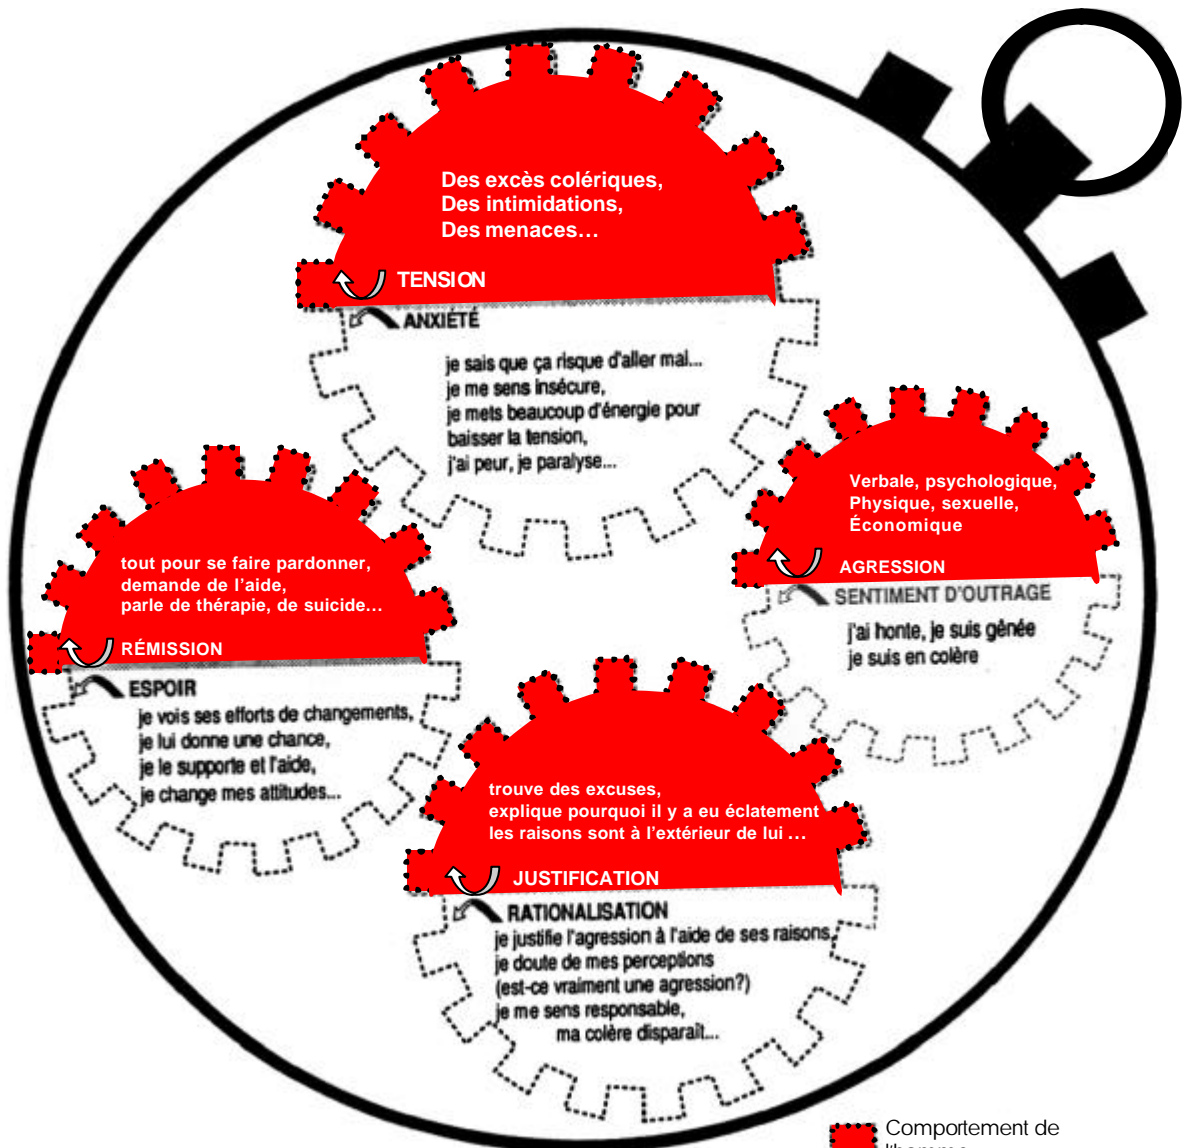 Des excès colériques,
Des intimidations,
Des menaces...
TENSION
ANXIÉTÉ
je sais que ça risque d'aller mal...
je me sens insécure,
je mets beaucoup d'énergie pour
baisser la tension,
j'ai peur, je paralyse...
Verbale, psychologique,
Physique, sexuelle,
Économique
AGRESSION
SENTIMENT D'OUTRAGE
j'ai honte, je suis gênée
je suis en colère
tout pour se faire pardonner,
demande de l'aide,
parle de thérapie, de suicide...
RÉMISSION
ESPOIR
je vois ses efforts de changements,
je lui donne une chance,
je le supporte et l'aide,
je change mes attitudes...
trouve des excuses,
explique pourquoi il y a eu éclatement
les raisons sont à l'extérieur de lui ...
JUSTIFICATION
RATIONALISATION
je justifie l'agression à l'aide de ses raisons,
je doute de mes perceptions
(est-ce vraiment une agression?)
je me sens responsable,
ma colère disparaît...
Comportement de